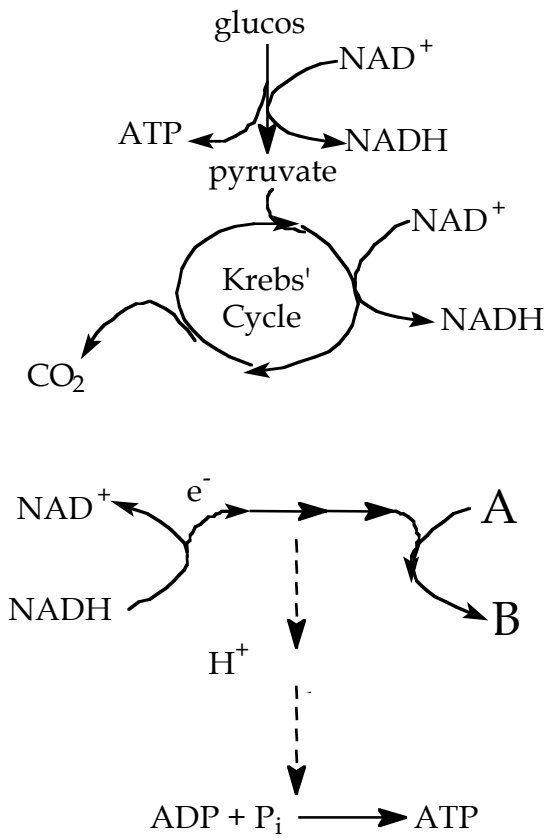 glucos
NAD⁺
ATP
NADH
pyruvate
NAD⁺
Krebs'
Cycle
NADH
CO₂
e⁻
NAD⁺
A
NADH
B
H⁺
ADP + Pᵢ
ATP